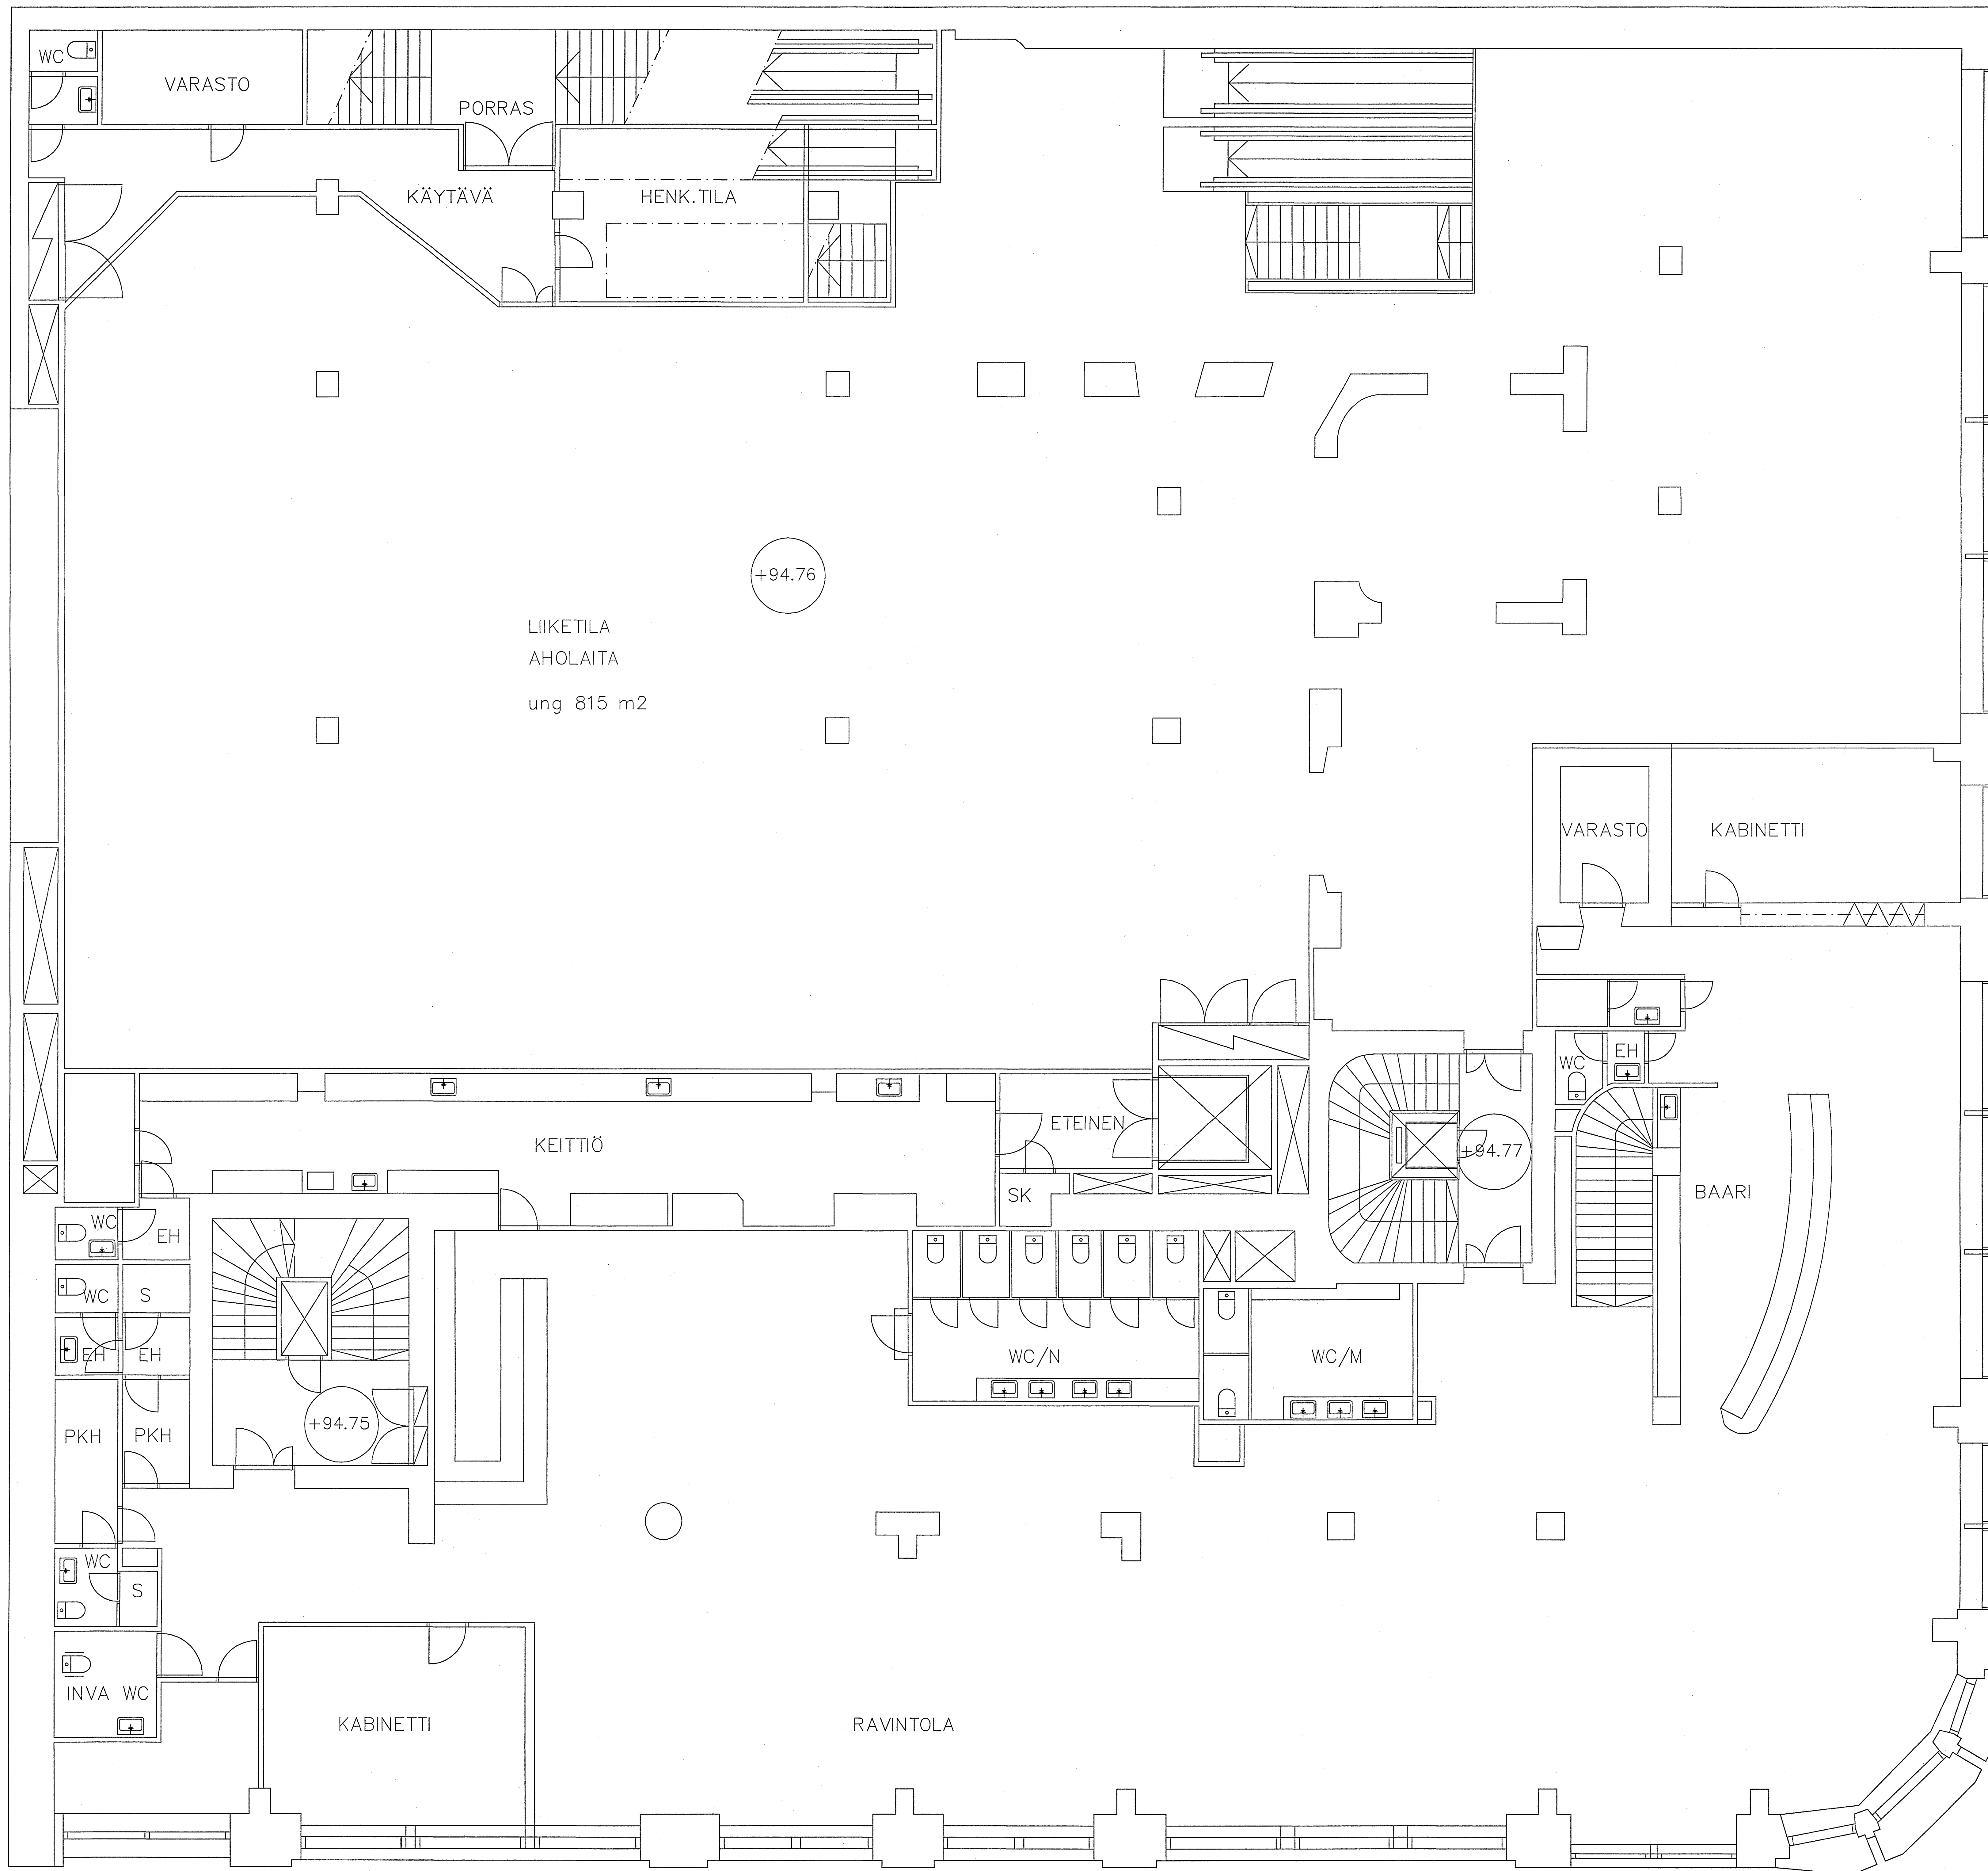 WC
VARASTO
PORRAS
KÄYTÄVÄ
HENK.TILA
+94.76
LIIKETILA
AHOLAITA
ung 815 m2
VARASTO
KABINETTI
WC
EH
ETEINEN
KEITTIÖ
+94.77
SK
BAARI
WC
EH
WC
S
EH
EH
WC/N
WC/M
+94.75
PKH
PKH
WC
S
INVA WC
KABINETTI
RAVINTOLA